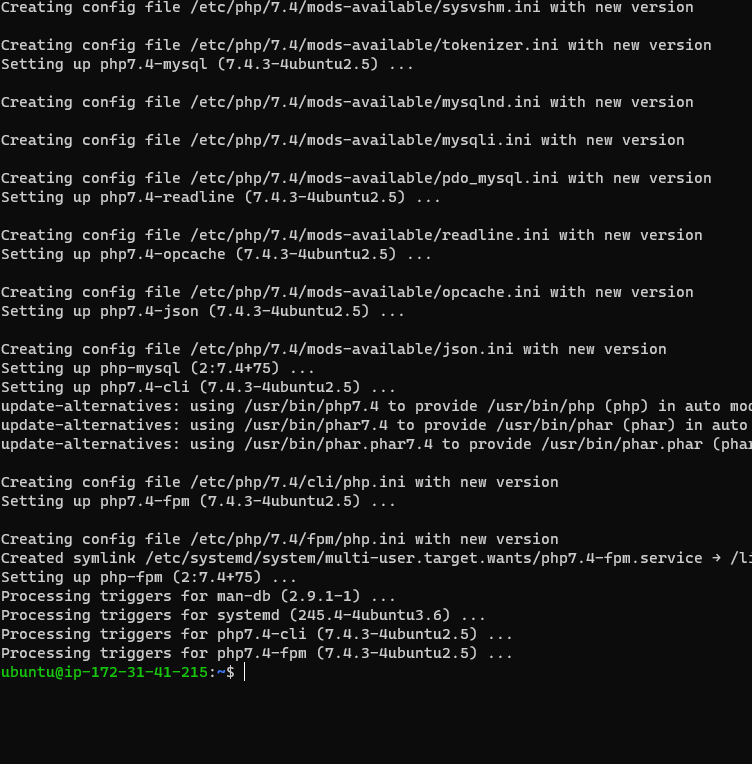 Creating config file /etc/php/7.4/mods-available/sysvshm.ini with new version
Creating config file /etc/php/7.4/mods-available/tokenizer.ini with new version
Setting up php7.4-mysql (7.4.3-4ubuntu2.5) ...
Creating config file /etc/php/7.4/mods-available/mysqlnd.ini with new version
Creating config file /etc/php/7.4/mods-available/mysqli.ini with new version
Creating config file /etc/php/7.4/mods-available/pdo_mysql.ini with new version
Setting up php7.4-readline (7.4.3-4ubuntu2.5) ...
Creating config file /etc/php/7.4/mods-available/readline.ini with new version
Setting up php7.4-opcache (7.4.3-4ubuntu2.5) ...
Creating config file /etc/php/7.4/mods-available/opcache.ini with new version
Setting up php7.4-json (7.4.3-4ubuntu2.5) ...
Creating config file /etc/php/7.4/mods-available/json.ini with new version
Setting up php-mysql (2:7.4+75) ...
Setting up php7.4-cli (7.4.3-4ubuntu2.5) ...
update-alternatives: using /usr/bin/php7.4 to provide /usr/bin/php (php) in auto mod
update-alternatives: using /usr/bin/phar7.4 to provide /usr/bin/phar (phar) in auto
update-alternatives: using /usr/bin/phar.phar7.4 to provide /usr/bin/phar.phar (phar
Creating config file /etc/php/7.4/cli/php.ini with new version
Setting up php7.4-fpm (7.4.3-4ubuntu2.5) ...
Creating config file /etc/php/7.4/fpm/php.ini with new version
Created symlink /etc/systemd/system/multi-user.target.wants/php7.4-fpm.service → /li
Setting up php-fpm (2:7.4+75) ...
Processing triggers for man-db (2.9.1-1) ...
Processing triggers for systemd (245.4-4ubuntu3.6) ...
Processing triggers for php7.4-cli (7.4.3-4ubuntu2.5) ...
Processing triggers for php7.4-fpm (7.4.3-4ubuntu2.5) ...
ubuntu@ip-172-31-41-215:~$